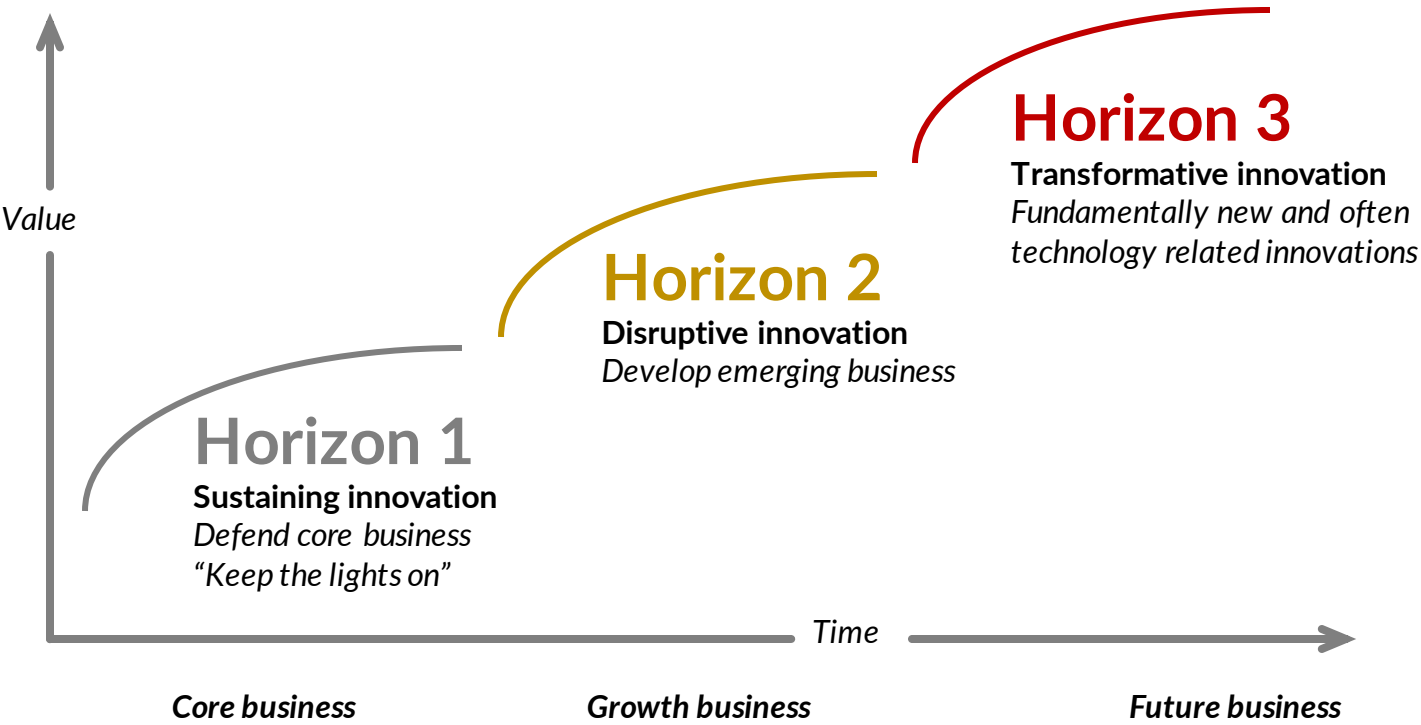 Horizon 3
Transformative innovation
Fundamentally new and often
technology related innovations
Value
Horizon 2
Disruptive innovation
Develop emerging business
Horizon 1
Sustaining innovation
Defend core business
“Keep the lights on”
Time
Core business
Growth business
Future business